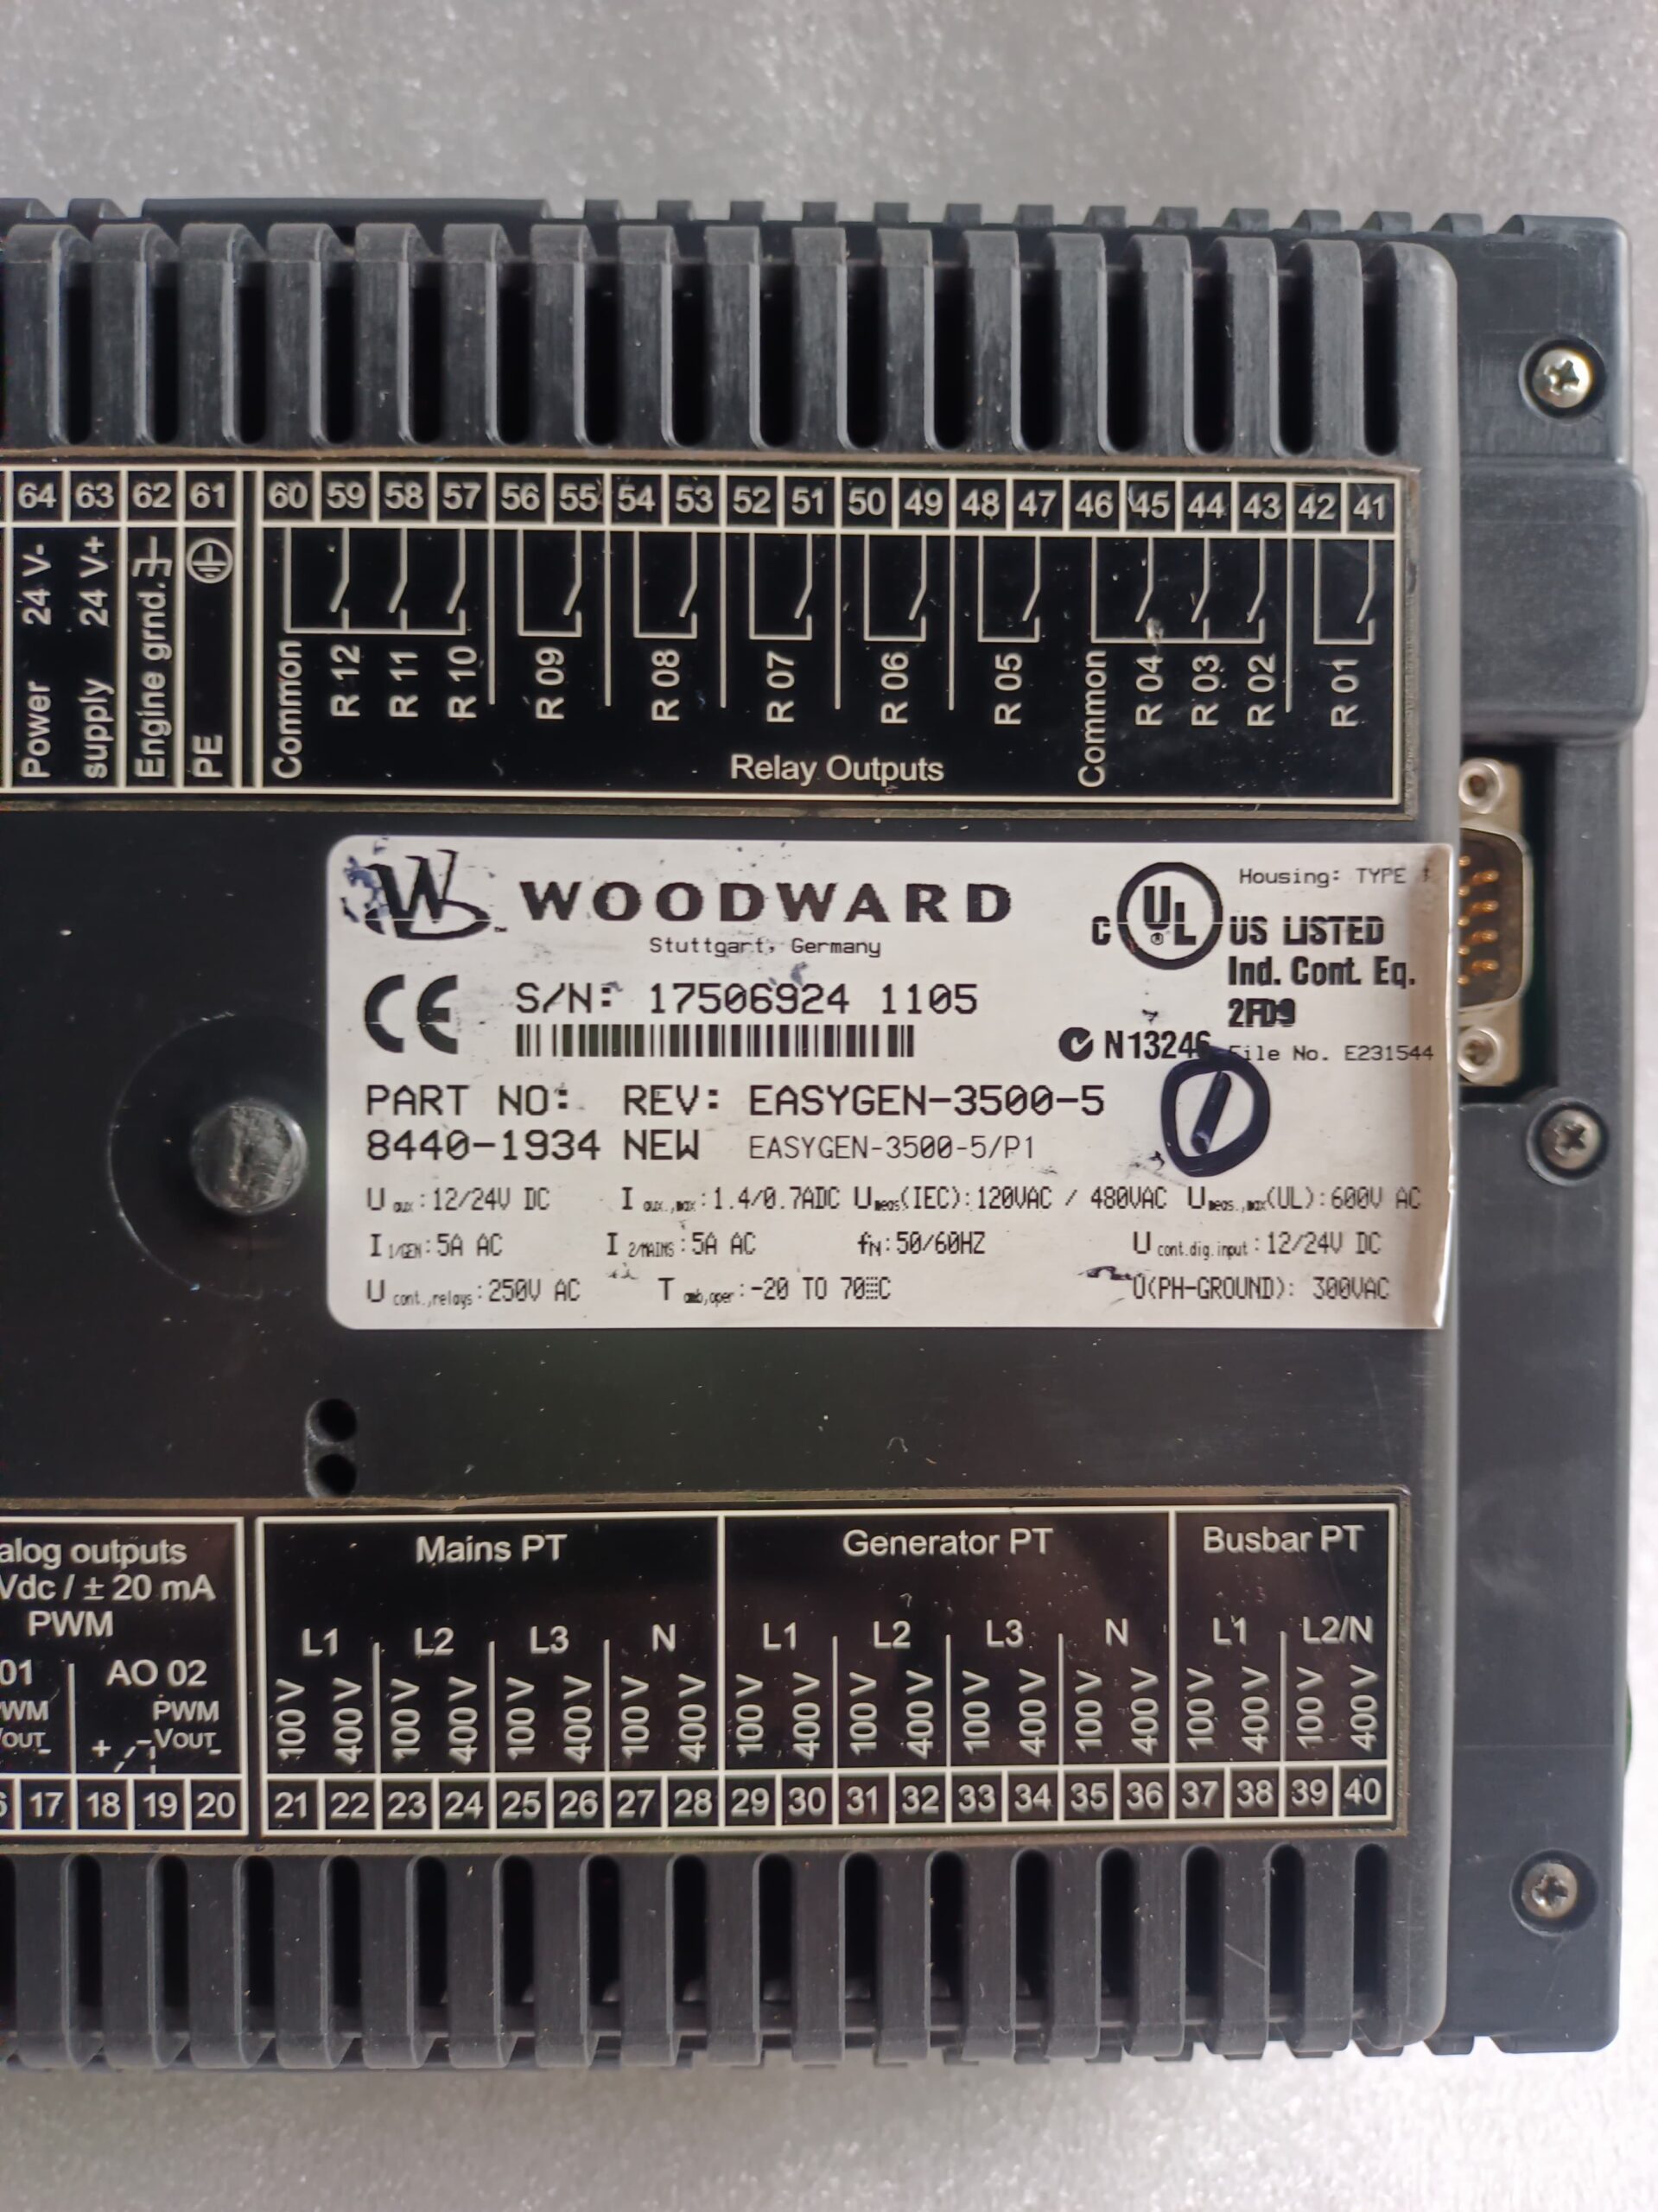 64 63 62 61 60 59 58 57 56 55 54 53 52 51 50 49 48 47 46 45 44 43 42 41
Power 24 V-
supply 24 V+
Engine grnd.
PE
Common
R 12
R 11
R 10
R 09
R 08
R 07
R 06
R 05
Common
R 04
R 03
R 02
R 01
Relay Outputs
W WOODWARD
Stuttgart, Germany
Housing: TYPE
C UL US LISTED
Ind. Cont. Eq.
2FD9
CE
S/N: 17506924 1105
N13246 File No. E231544
PART NO: REV: EASYGEN-3500-5
8440-1934 NEW EASYGEN-3500-5/P1
U aux:12/24V DC I aux.,max:1.4/0.7ADC Umeas(IEC):120VAC / 480VAC Umeas.,max(UL):600V AC
I 1/GEN:5A AC I 2/MAINS:5A AC fN:50/60HZ U cont.dig.input:12/24V DC
U cont.,relays:250V AC T amb,oper:-20 TO 70 C U(PH-GROUND): 300VAC
alog outputs
Vdc / ± 20 mA
PWM
01 AO 02
WM PWM
OUT - + VOUT -
Mains PT Generator PT Busbar PT
L1 L2 L3 N L1 L2 L3 N L1 L2/N
100 V 400 V 100 V 400 V 100 V 400 V 100 V 400 V 100 V 400 V 100 V 400 V 100 V 400 V 100 V 400 V 100 V 400 V 100 V 400 V
17 18 19 20 21 22 23 24 25 26 27 28 29 30 31 32 33 34 35 36 37 38 39 40